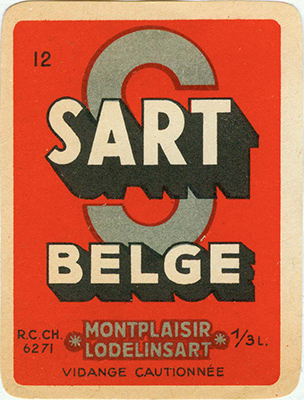 12
S
SART
BELGE
R.C.CH. 6271
* MONTPLAISIR *
LODELINSART
1/3 L.
VIDANGE CAUTIONNÉE